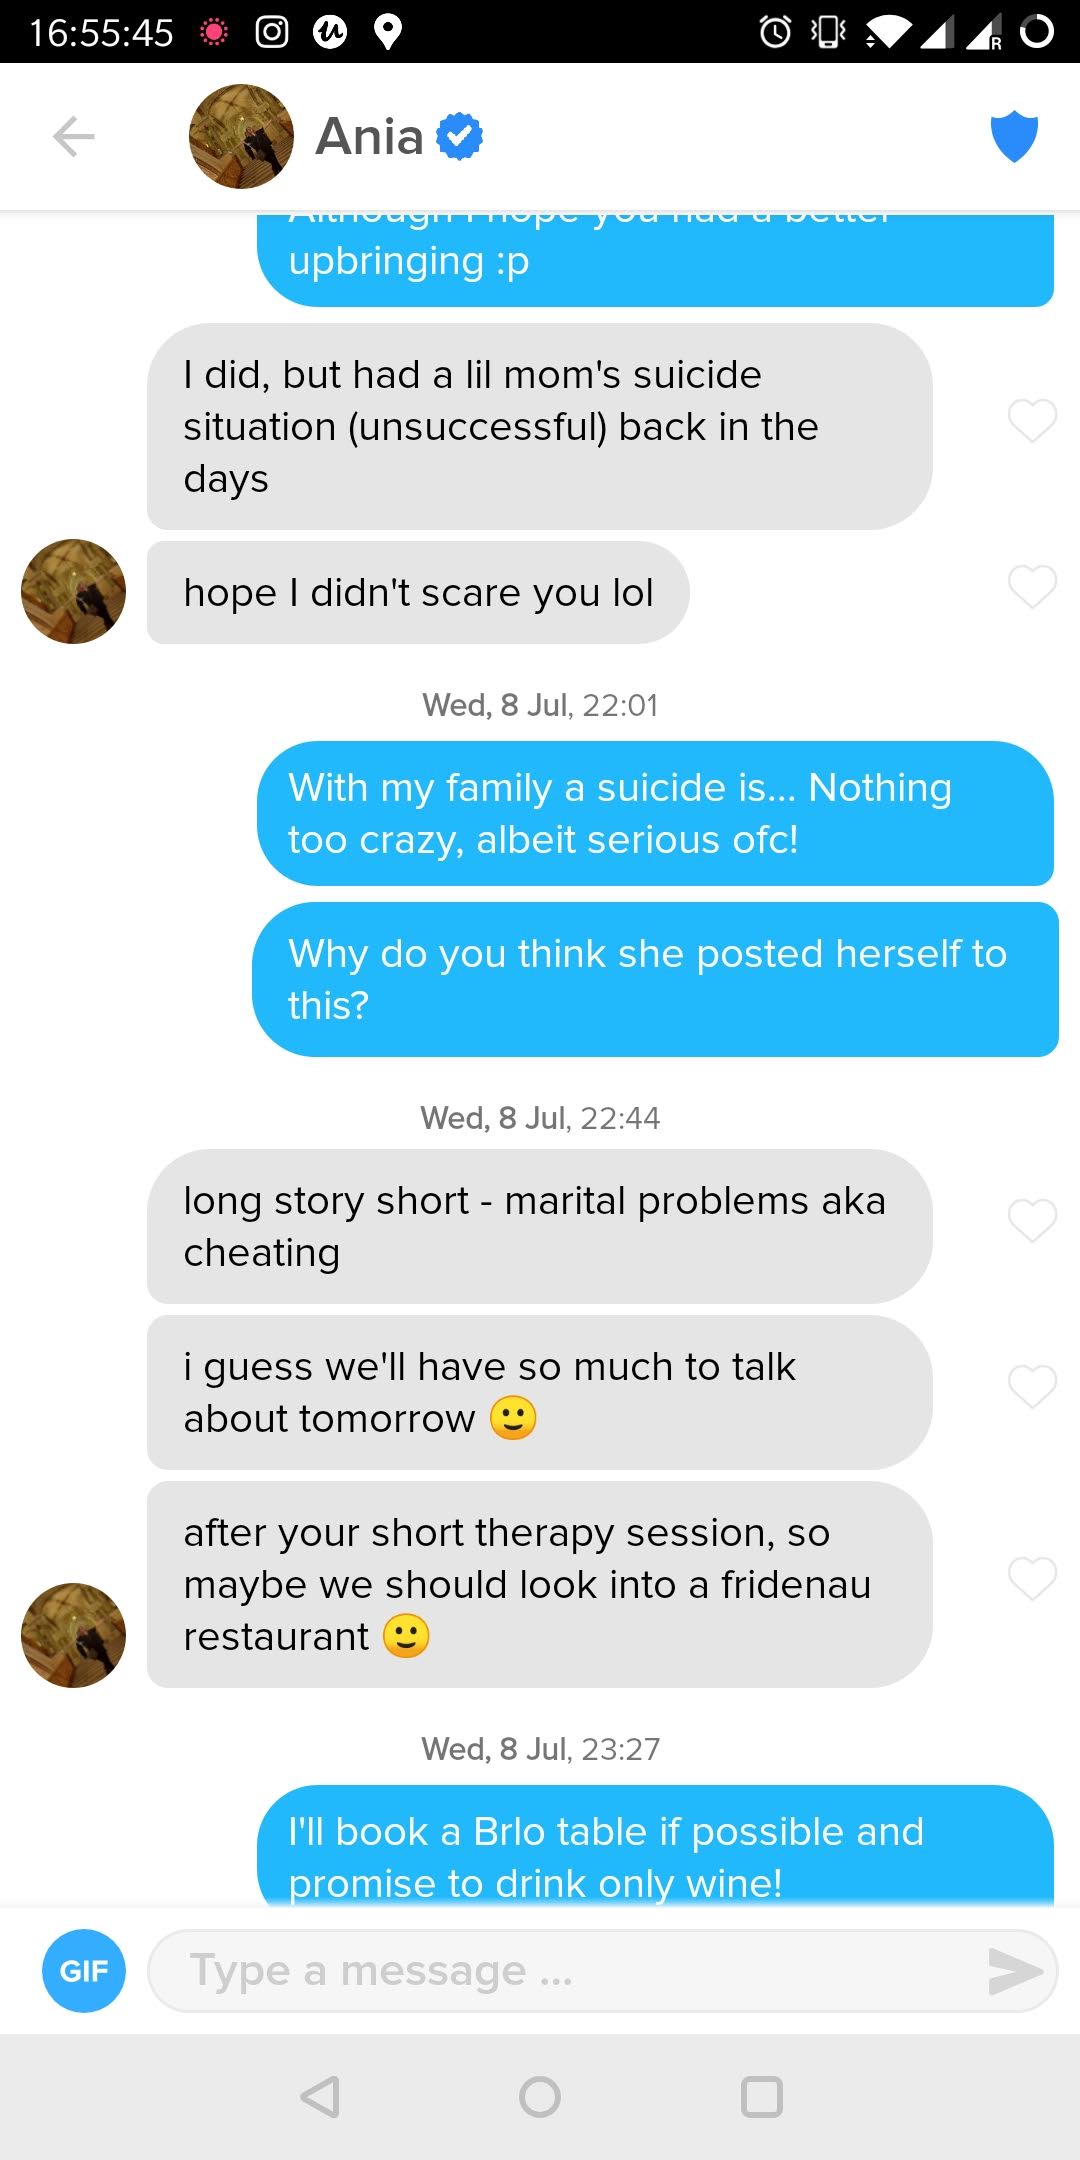 16:55:45
R
Ania
Although I hope you had a better
upbringing :p
I did, but had a lil mom's suicide
situation (unsuccessful) back in the
days
hope I didn't scare you lol
Wed, 8 Jul, 22:01
With my family a suicide is... Nothing
too crazy, albeit serious ofc!
Why do you think she posted herself to
this?
Wed, 8 Jul, 22:44
long story short - marital problems aka
cheating
i guess we'll have so much to talk
about tomorrow 🙂
after your short therapy session, so
maybe we should look into a fridenau
restaurant 🙂
Wed, 8 Jul, 23:27
I'll book a Brlo table if possible and
promise to drink only wine!
GIF
Type a message ...